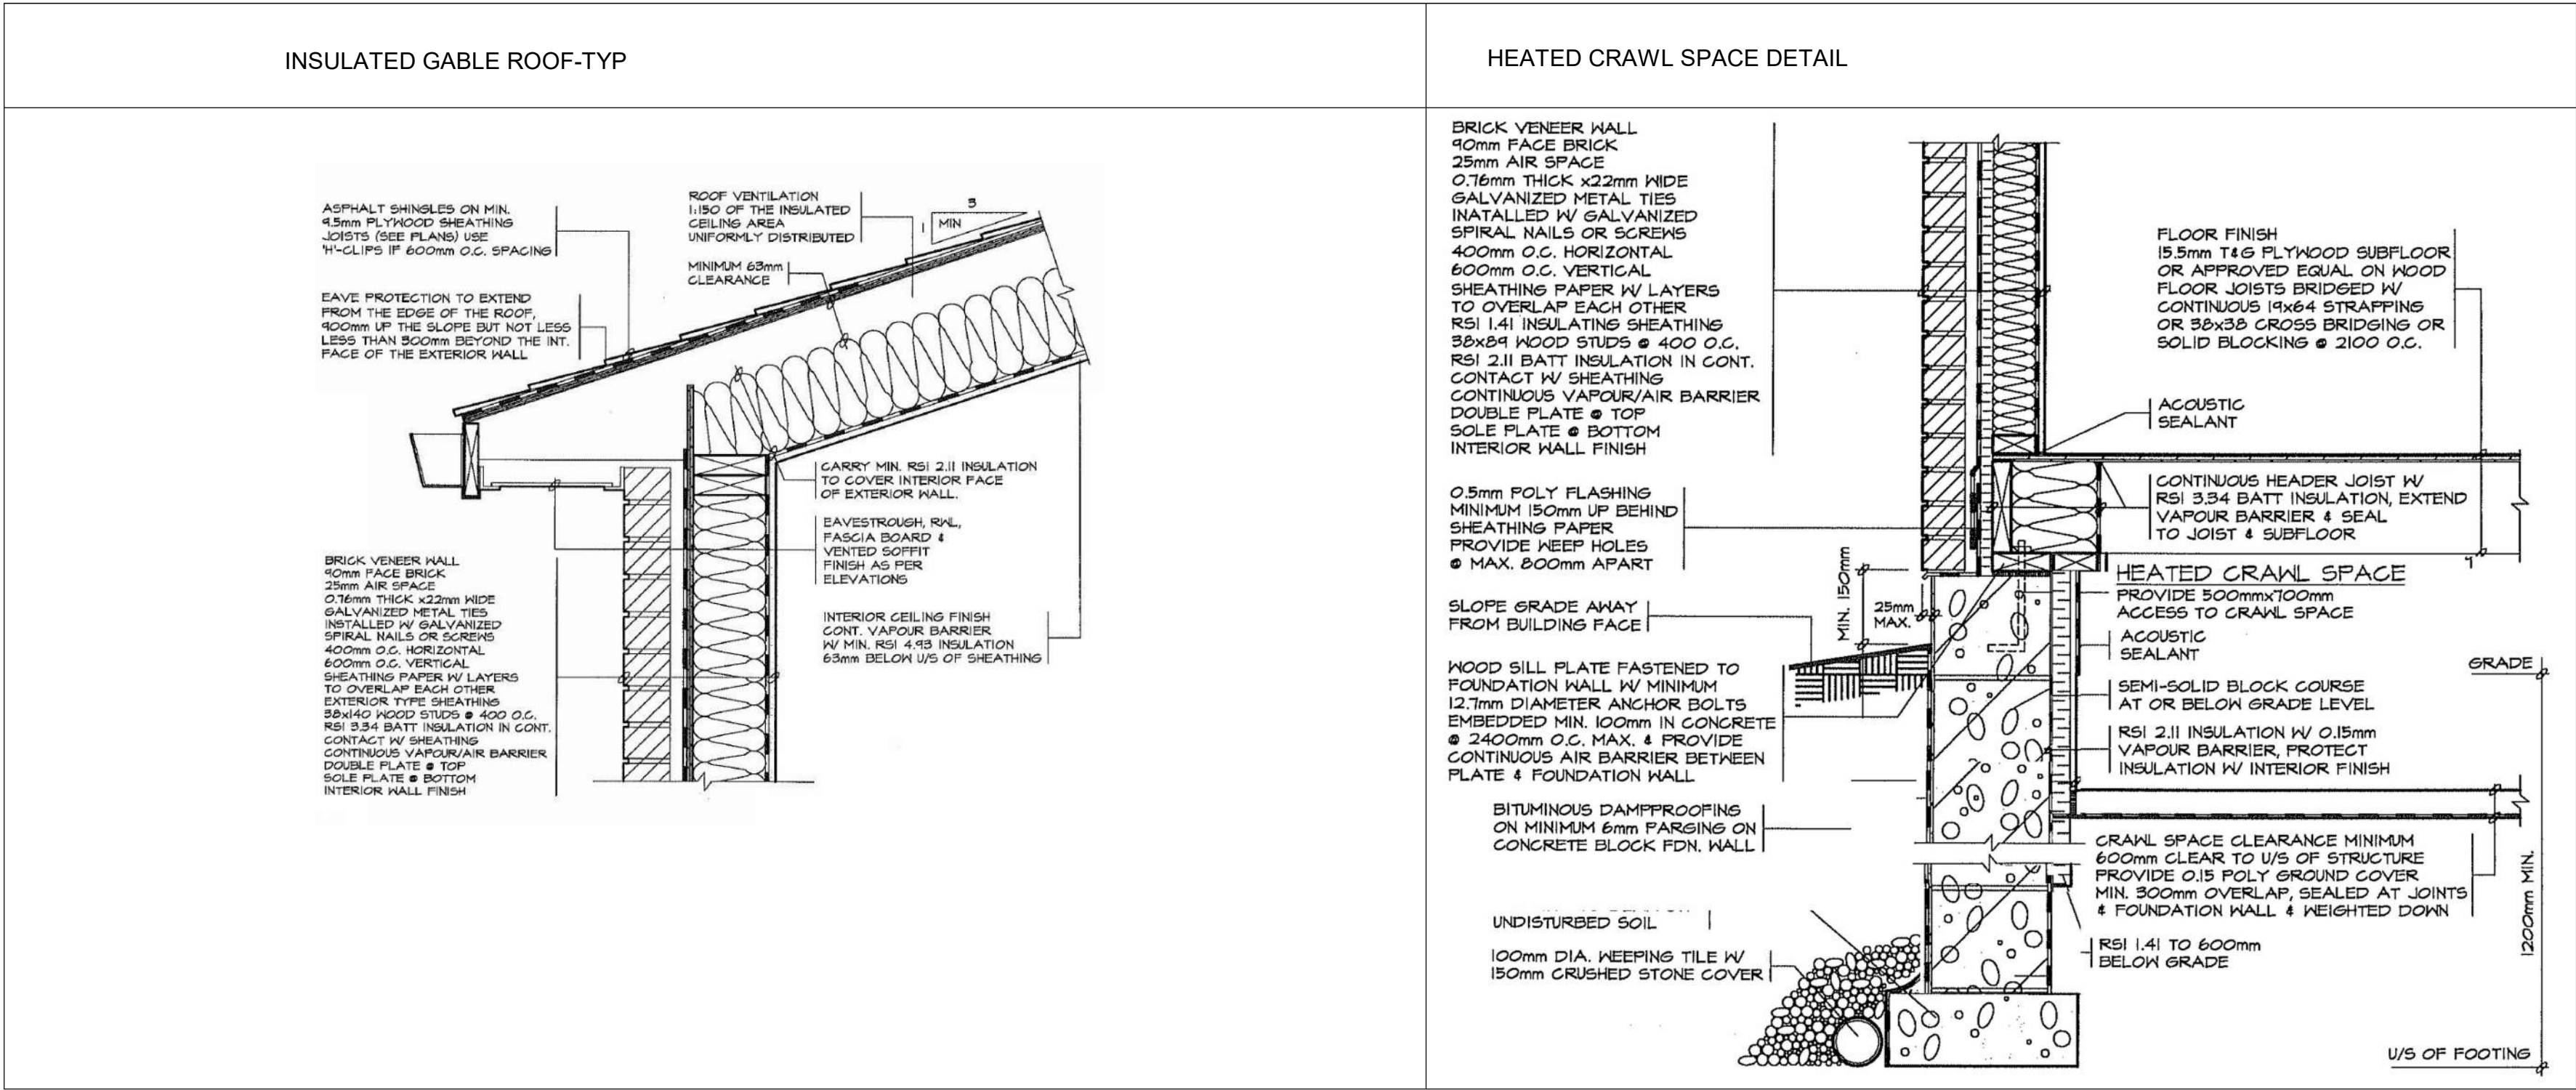 INSULATED GABLE ROOF-TYP
ASPHALT SHINGLES ON MIN.
9.5mm PLYWOOD SHEATHING
JOISTS (SEE PLANS) USE
'H'-CLIPS IF 600mm O.C. SPACING
EAVE PROTECTION TO EXTEND
FROM THE EDGE OF THE ROOF,
900mm UP THE SLOPE BUT NOT LESS
LESS THAN 300mm BEYOND THE INT.
FACE OF THE EXTERIOR WALL
ROOF VENTILATION
1:150 OF THE INSULATED
CEILING AREA
UNIFORMLY DISTRIBUTED
MINIMUM 63mm
CLEARANCE
3
1
MIN
CARRY MIN. RSI 2.11 INSULATION
TO COVER INTERIOR FACE
OF EXTERIOR WALL.
EAVESTROUGH, RWL,
FASCIA BOARD &
VENTED SOFFIT
FINISH AS PER
ELEVATIONS
INTERIOR CEILING FINISH
CONT. VAPOUR BARRIER
W/ MIN. RSI 4.93 INSULATION
63mm BELOW U/S OF SHEATHING
BRICK VENEER WALL
90mm FACE BRICK
25mm AIR SPACE
0.76mm THICK x22mm WIDE
GALVANIZED METAL TIES
INSTALLED W/ GALVANIZED
SPIRAL NAILS OR SCREWS
400mm O.C. HORIZONTAL
600mm O.C. VERTICAL
SHEATHING PAPER W/ LAYERS
TO OVERLAP EACH OTHER
EXTERIOR TYPE SHEATHING
38x140 WOOD STUDS @ 400 O.C.
RSI 3.34 BATT INSULATION IN CONT.
CONTACT W/ SHEATHING
CONTINUOUS VAPOUR/AIR BARRIER
DOUBLE PLATE @ TOP
SOLE PLATE @ BOTTOM
INTERIOR WALL FINISH
HEATED CRAWL SPACE DETAIL
BRICK VENEER WALL
90mm FACE BRICK
25mm AIR SPACE
0.76mm THICK x22mm WIDE
GALVANIZED METAL TIES
INATALLED W/ GALVANIZED
SPIRAL NAILS OR SCREWS
400mm O.C. HORIZONTAL
600mm O.C. VERTICAL
SHEATHING PAPER W/ LAYERS
TO OVERLAP EACH OTHER
RSI 1.41 INSULATING SHEATHING
38x89 WOOD STUDS @ 400 O.C.
RSI 2.11 BATT INSULATION IN CONT.
CONTACT W/ SHEATHING
CONTINUOUS VAPOUR/AIR BARRIER
DOUBLE PLATE @ TOP
SOLE PLATE @ BOTTOM
INTERIOR WALL FINISH
0.5mm POLY FLASHING
MINIMUM 150mm UP BEHIND
SHEATHING PAPER
PROVIDE WEEP HOLES
@ MAX. 800mm APART
SLOPE GRADE AWAY
FROM BUILDING FACE
MIN. 150mm
25mm
MAX.
WOOD SILL PLATE FASTENED TO
FOUNDATION WALL W/ MINIMUM
12.7mm DIAMETER ANCHOR BOLTS
EMBEDDED MIN. 100mm IN CONCRETE
@ 2400mm O.C. MAX. & PROVIDE
CONTINUOUS AIR BARRIER BETWEEN
PLATE & FOUNDATION WALL
BITUMINOUS DAMPPROOFING
ON MINIMUM 6mm PARGING ON
CONCRETE BLOCK FDN. WALL
UNDISTURBED SOIL
100mm DIA. WEEPING TILE W/
150mm CRUSHED STONE COVER
FLOOR FINISH
15.5mm T&G PLYWOOD SUBFLOOR
OR APPROVED EQUAL ON WOOD
FLOOR JOISTS BRIDGED W/
CONTINUOUS 19x64 STRAPPING
OR 38x38 CROSS BRIDGING OR
SOLID BLOCKING @ 2100 O.C.
ACOUSTIC
SEALANT
CONTINUOUS HEADER JOIST W/
RSI 3.34 BATT INSULATION, EXTEND
VAPOUR BARRIER & SEAL
TO JOIST & SUBFLOOR
HEATED CRAWL SPACE
PROVIDE 500mmx700mm
ACCESS TO CRAWL SPACE
ACOUSTIC
SEALANT
GRADE
SEMI-SOLID BLOCK COURSE
AT OR BELOW GRADE LEVEL
RSI 2.11 INSULATION W/ 0.15mm
VAPOUR BARRIER, PROTECT
INSULATION W/ INTERIOR FINISH
CRAWL SPACE CLEARANCE MINIMUM
600mm CLEAR TO U/S OF STRUCTURE
PROVIDE 0.15 POLY GROUND COVER
MIN. 300mm OVERLAP, SEALED AT JOINTS
& FOUNDATION WALL & WEIGHTED DOWN
RSI 1.41 TO 600mm
BELOW GRADE
1200mm MIN.
U/S OF FOOTING